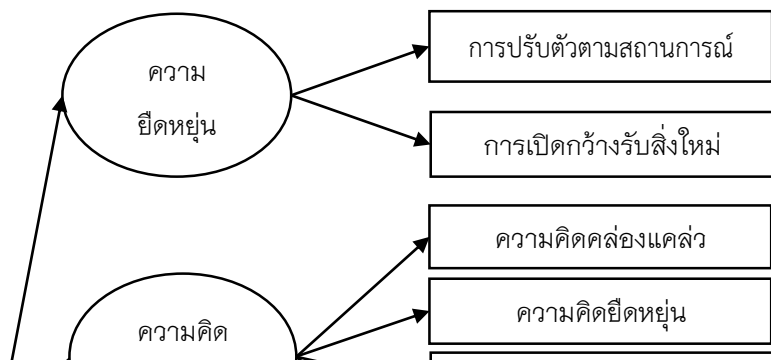 ความ
ยืดหยุ่น
การปรับตัวตามสถานการณ์
การเปิดกว้างรับสิ่งใหม่
ความคิดคล่องแคล่ว
ความคิดยืดหยุ่น
ความคิด